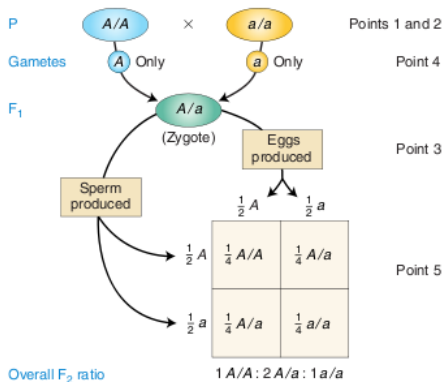 P A/A × a/a Points 1 and 2
Gametes A Only a Only Point 4
F₁ A/a
(Zygote)
Eggs
produced
Point 3
Sperm
produced
½ A ½ a
½ A ¼ A/A ¼ A/a
Point 5
½ a ¼ A/a ¼ a/a
Overall F₂ ratio 1 A/A : 2 A/a : 1 a/a